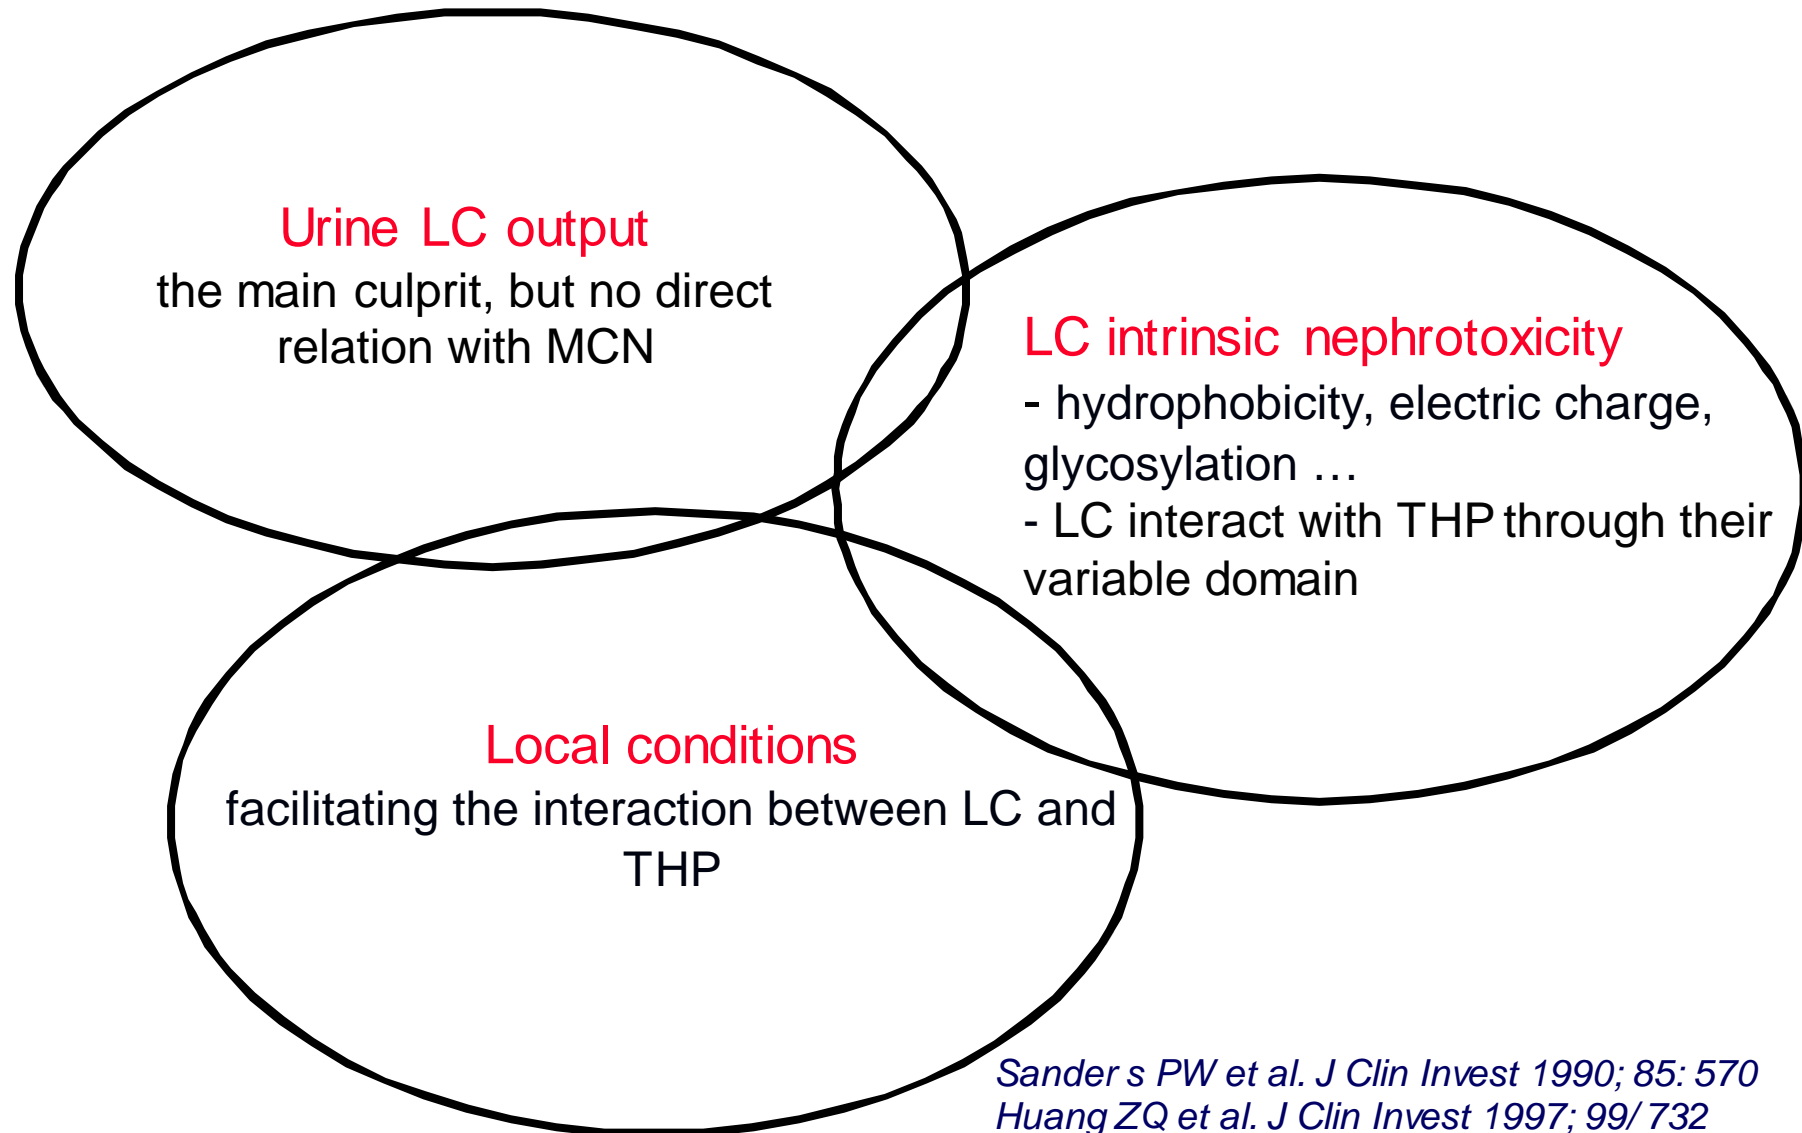 Urine LC output
the main culprit, but no direct
relation with MCN
LC intrinsic nephrotoxicity
- hydrophobicity, electric charge,
glycosylation …
- LC interact with THP through their
variable domain
Local conditions
facilitating the interaction between LC and
THP
Sander s PW et al. J Clin Invest 1990; 85: 570
Huang ZQ et al. J Clin Invest 1997; 99/ 732